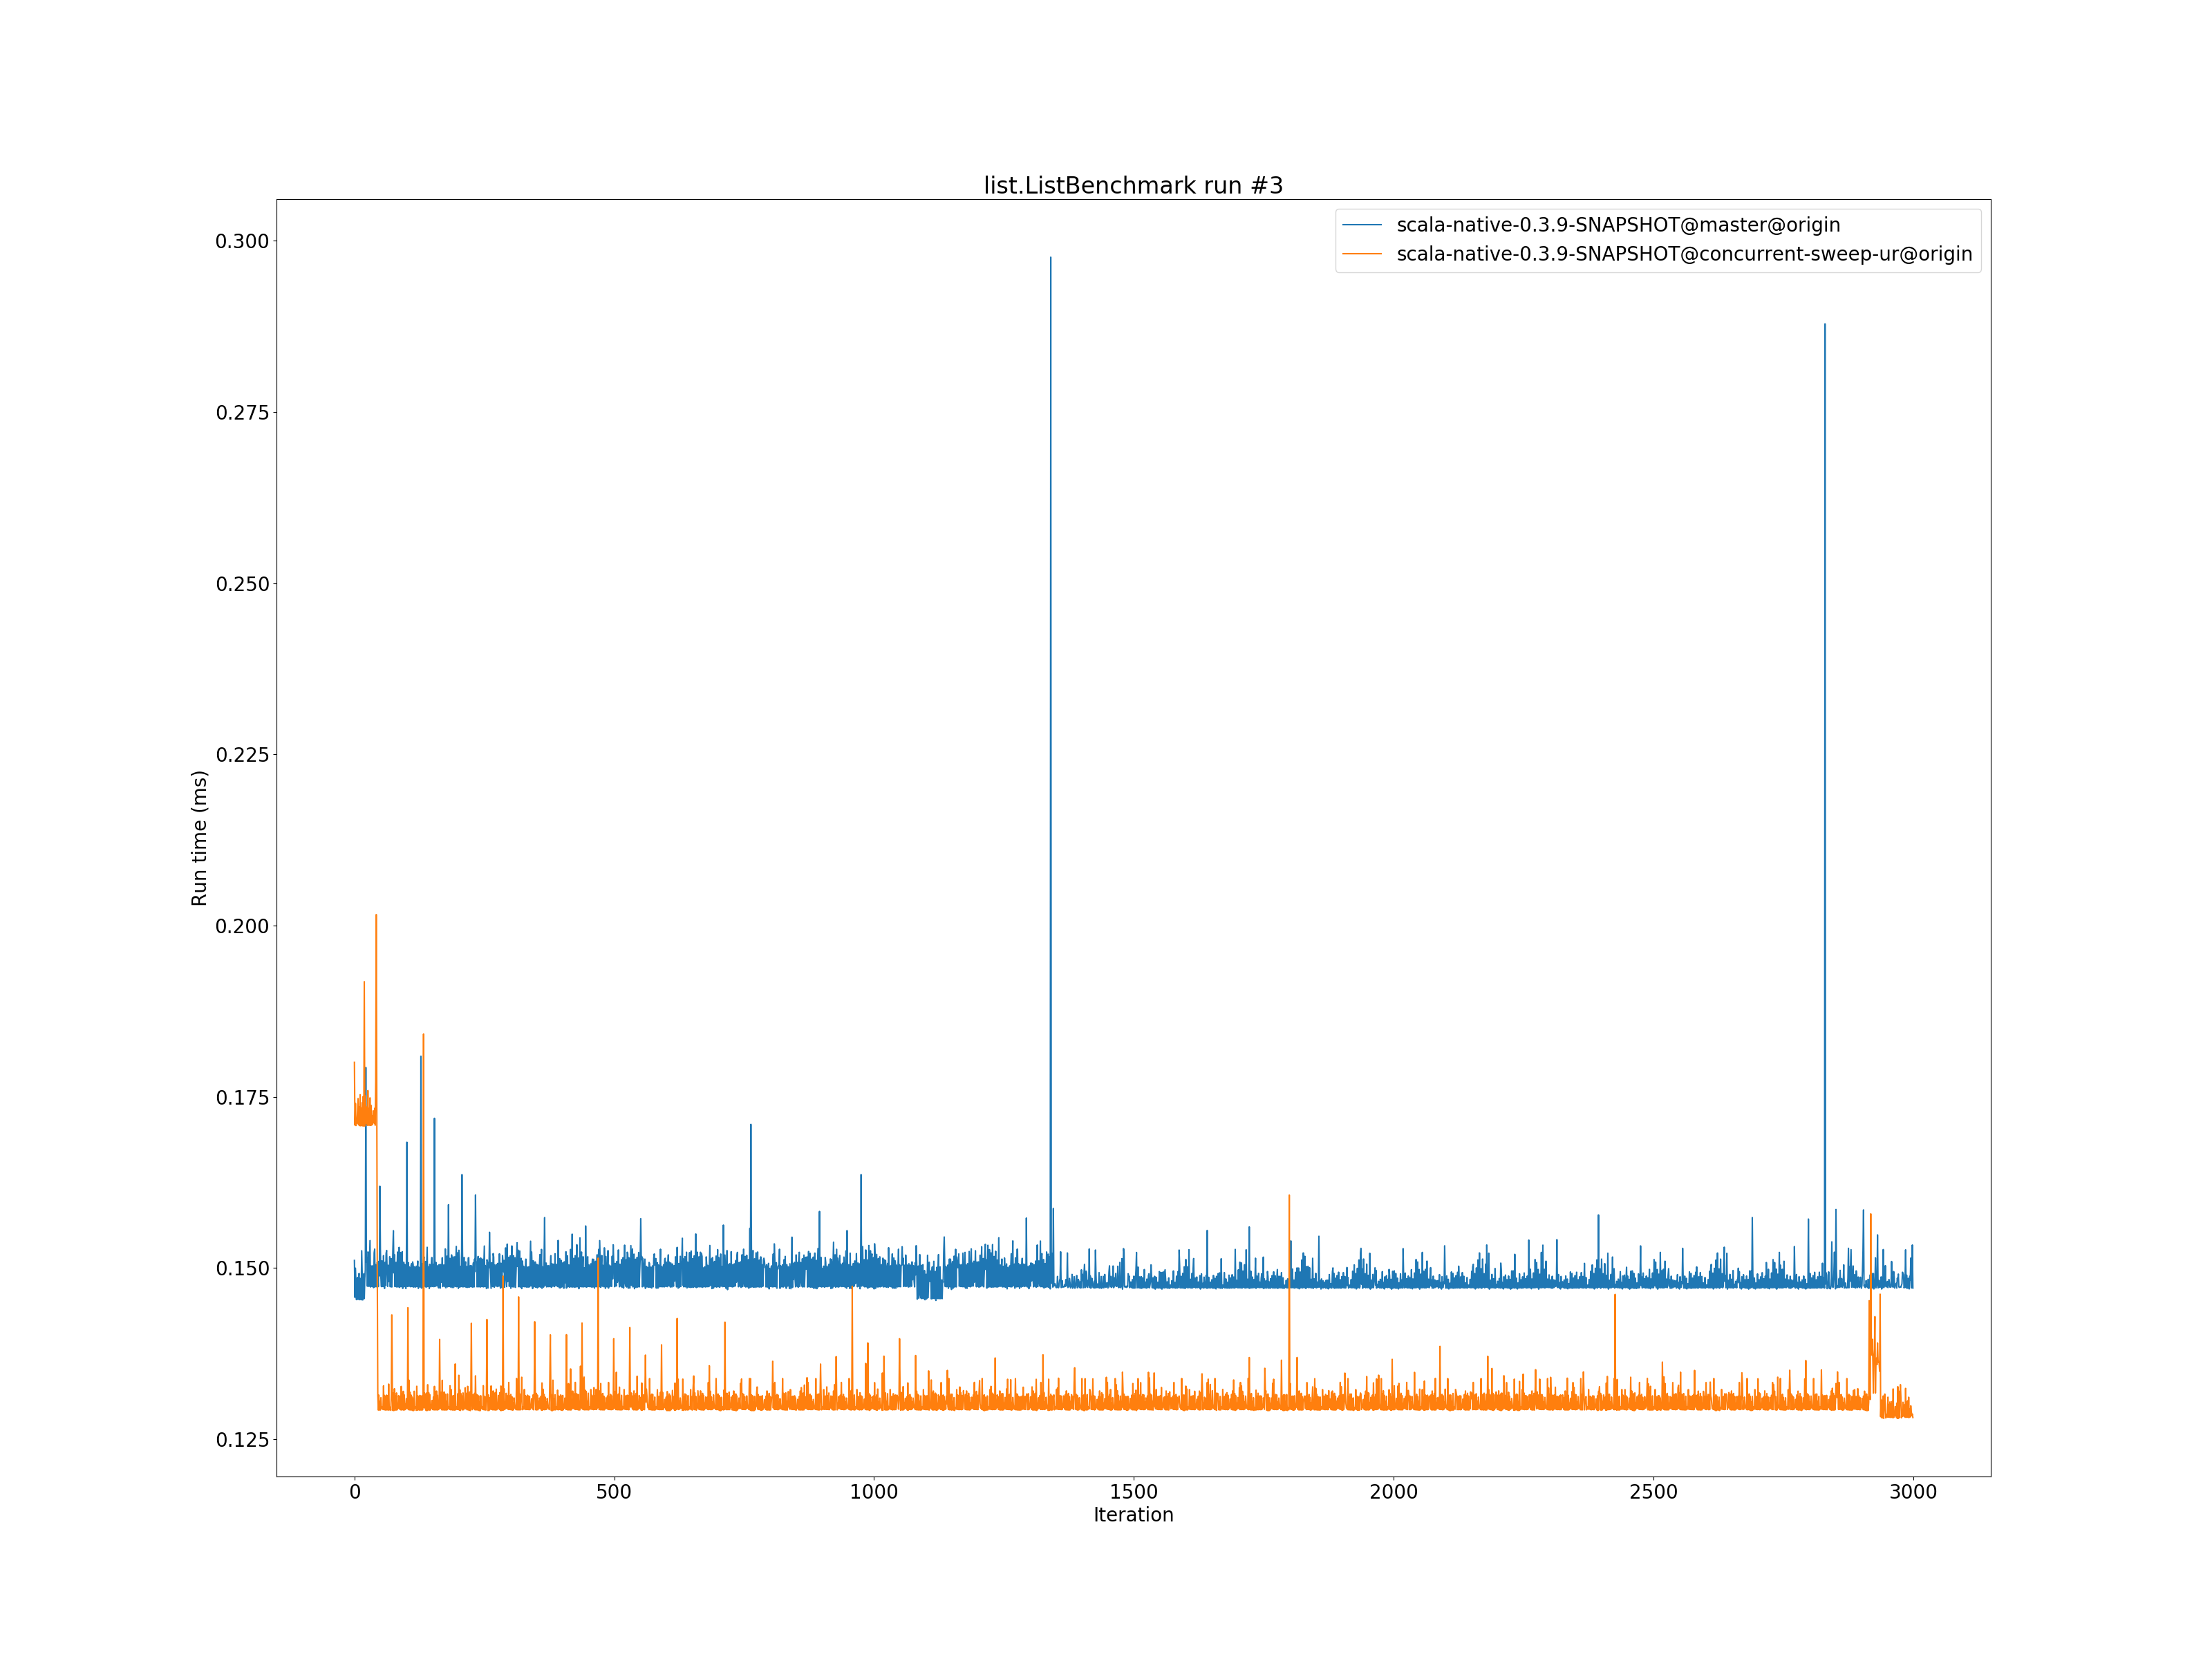 list.ListBenchmark run #3
scala-native-0.3.9-SNAPSHOT@master@origin
scala-native-0.3.9-SNAPSHOT@concurrent-sweep-ur@origin
0.300
0.275
0.250
0.225
0.200
0.175
0.150
0.125
Run time (ms)
0 500 1000 1500 2000 2500 3000
Iteration